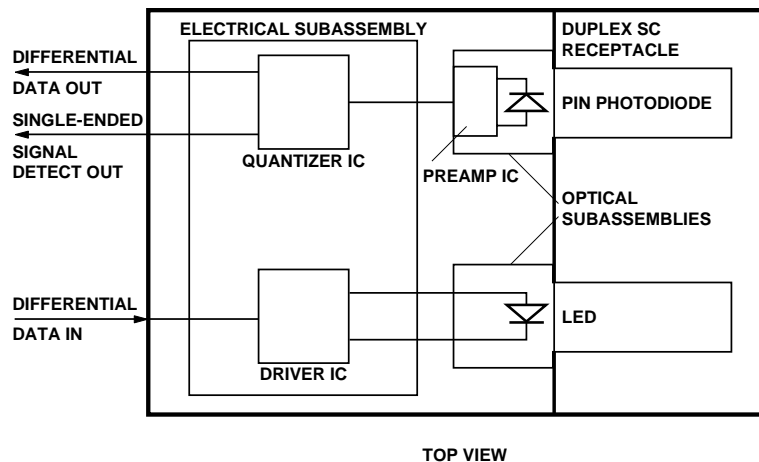 ELECTRICAL SUBASSEMBLY
DUPLEX SC
RECEPTACLE
DIFFERENTIAL
DATA OUT
PIN PHOTODIODE
SINGLE-ENDED
SIGNAL
DETECT OUT
QUANTIZER IC
PREAMP IC
OPTICAL
SUBASSEMBLIES
DIFFERENTIAL
DATA IN
LED
DRIVER IC
TOP VIEW